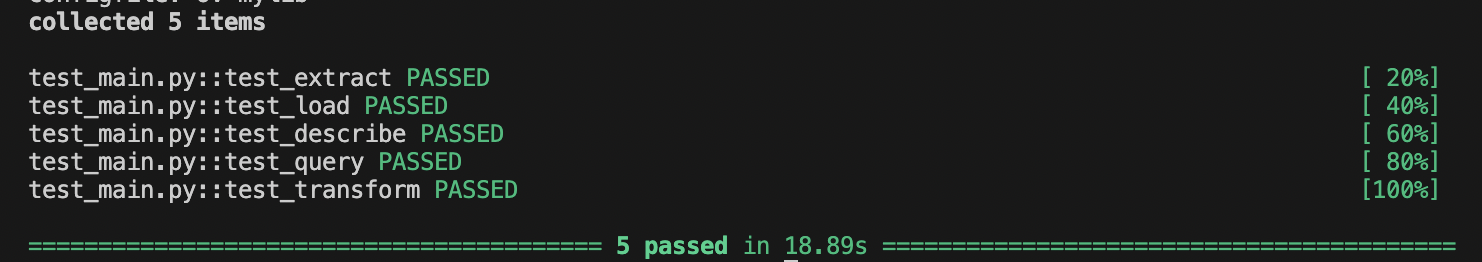 collected 5 items
test_main.py::test_extract PASSED [ 20%]
test_main.py::test_load PASSED [ 40%]
test_main.py::test_describe PASSED [ 60%]
test_main.py::test_query PASSED [ 80%]
test_main.py::test_transform PASSED [100%]
========================================= 5 passed in 18.89s =========================================